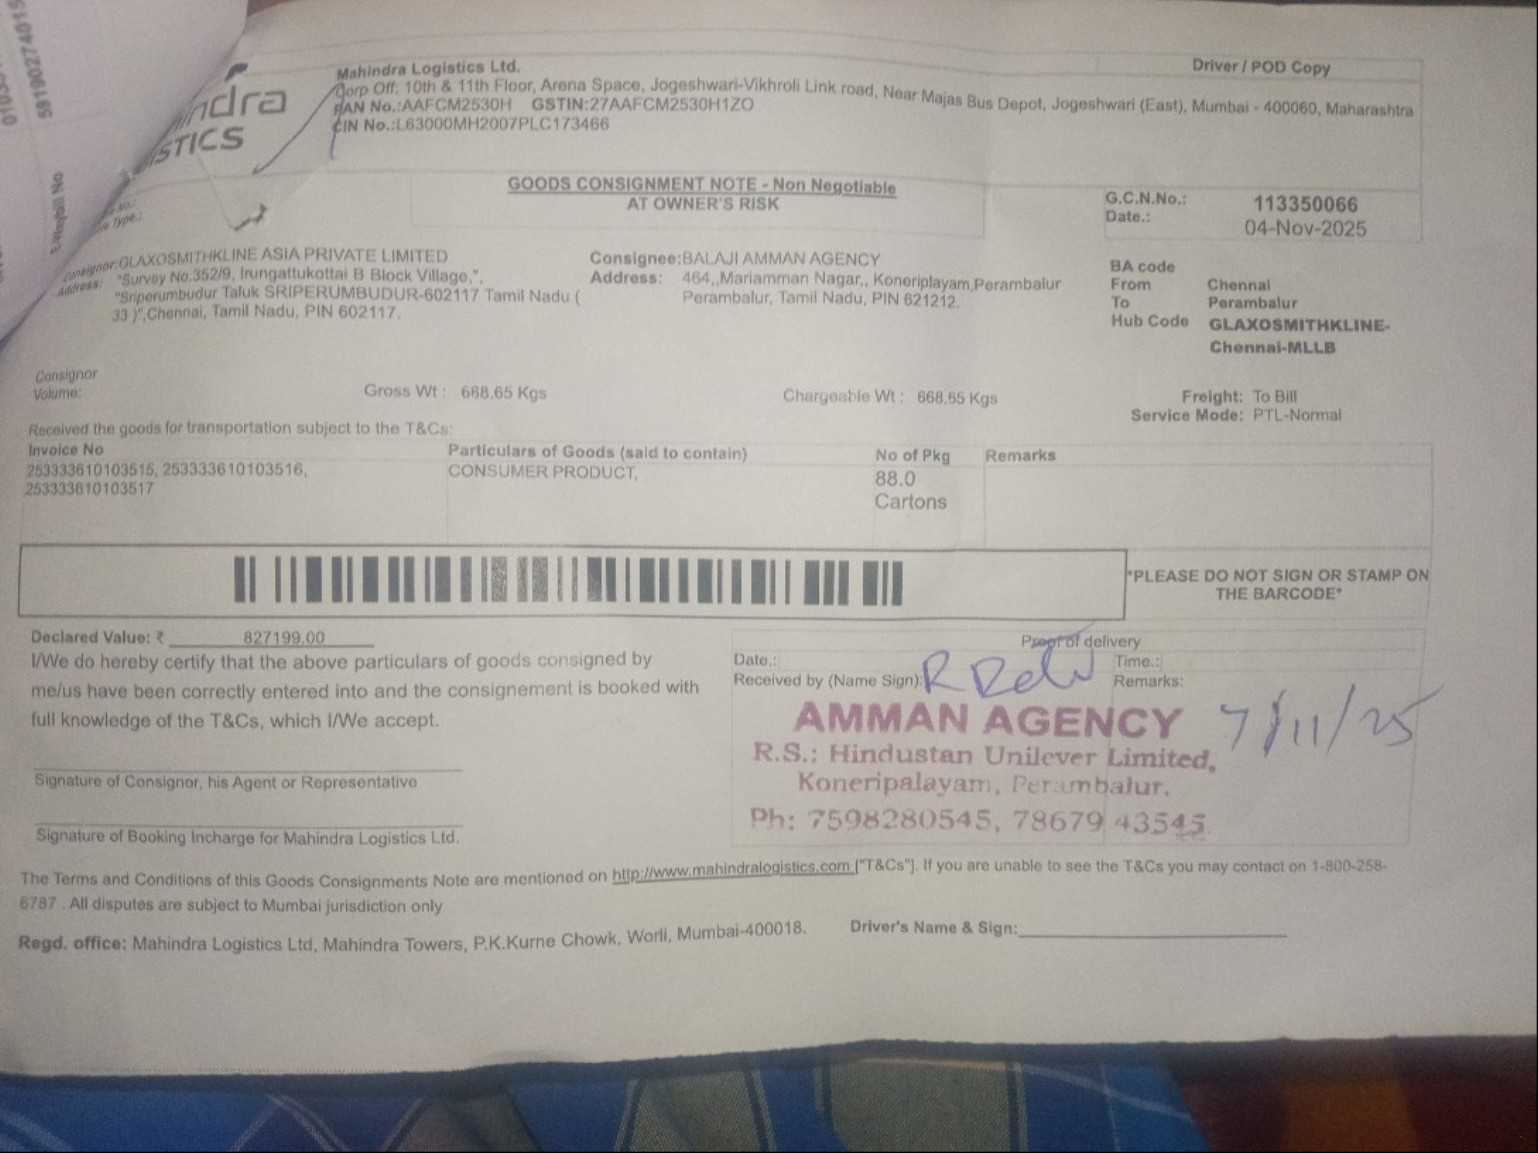 Mahindra Logistics Ltd.
Driver / POD Copy
Corp Off: 10th & 11th Floor, Arena Space, Jogeshwari-Vikhroli Link road, Near Majas Bus Depot, Jogeshwari (East), Mumbai - 400060, Maharashtra
PAN No.:AAFCM2530H GSTIN:27AAFCM2530H1ZO
CIN No.:L63000MH2007PLC173466
ndra
STICS
E-Waybill No
GOODS CONSIGNMENT NOTE - Non Negotiable
AT OWNER'S RISK
G.C.N.No.: 113350066
Date.: 04-Nov-2025
Type.:
Consignor:GLAXOSMITHKLINE ASIA PRIVATE LIMITED
Address: "Survey No.352/9, Irungattukottai B Block Village,",
"Sriperumbudur Taluk SRIPERUMBUDUR-602117 Tamil Nadu (
33 )",Chennai, Tamil Nadu, PIN 602117.
Consignee:BALAJI AMMAN AGENCY
Address: 464,,Mariamman Nagar,, Koneriplayam,Perambalur
Perambalur, Tamil Nadu, PIN 621212.
BA code
From Chennai
To Perambalur
Hub Code GLAXOSMITHKLINE-
Chennai-MLLB
Consignor
Volume:
Gross Wt : 668.65 Kgs
Chargeable Wt : 668.65 Kgs
Freight: To Bill
Service Mode: PTL-Normal
Received the goods for transportation subject to the T&Cs:
Invoice No Particulars of Goods (said to contain) No of Pkg Remarks
253333610103515, 253333610103516, CONSUMER PRODUCT, 88.0
253333610103517 Cartons
*PLEASE DO NOT SIGN OR STAMP ON
THE BARCODE*
Declared Value: ₹ 827199.00
I/We do hereby certify that the above particulars of goods consigned by
me/us have been correctly entered into and the consignement is booked with
full knowledge of the T&Cs, which I/We accept.
Signature of Consignor, his Agent or Representative
Signature of Booking Incharge for Mahindra Logistics Ltd.
Proof of delivery
Date.: Time.:
Received by (Name Sign): Remarks:
AMMAN AGENCY
7/11/25
R.S.: Hindustan Unilever Limited,
Koneripalayam, Perambalur.
Ph: 7598280545, 78679 43545
The Terms and Conditions of this Goods Consignments Note are mentioned on http://www.mahindralogistics.com ["T&Cs"]. If you are unable to see the T&Cs you may contact on 1-800-258-
6787 . All disputes are subject to Mumbai jurisdiction only
Regd. office: Mahindra Logistics Ltd, Mahindra Towers, P.K.Kurne Chowk, Worli, Mumbai-400018.
Driver's Name & Sign: